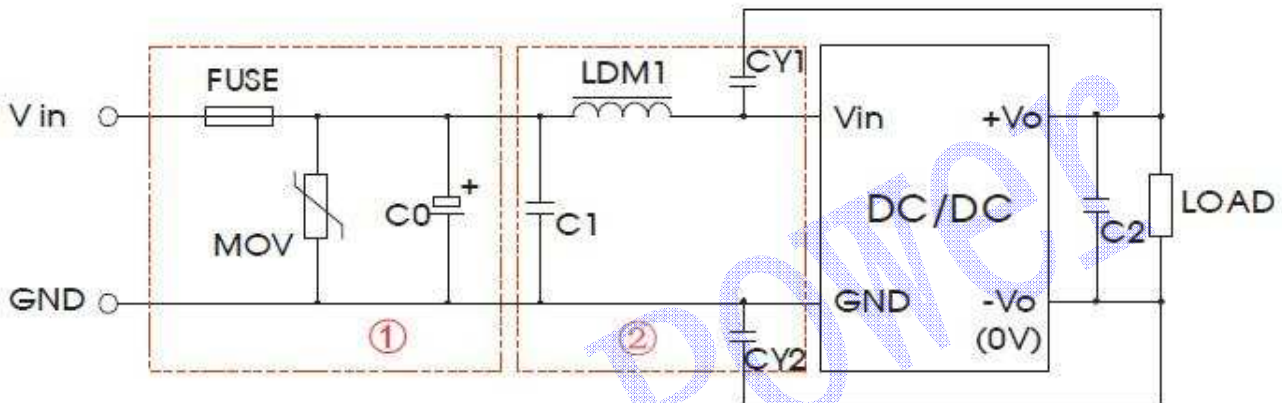 FUSE
LDM1
CY1
Vin
Vin
+Vo
MOV
C0
+
C1
DC/DC
C2
LOAD
GND
GND
-Vo
(0V)
①
②
CY2
power